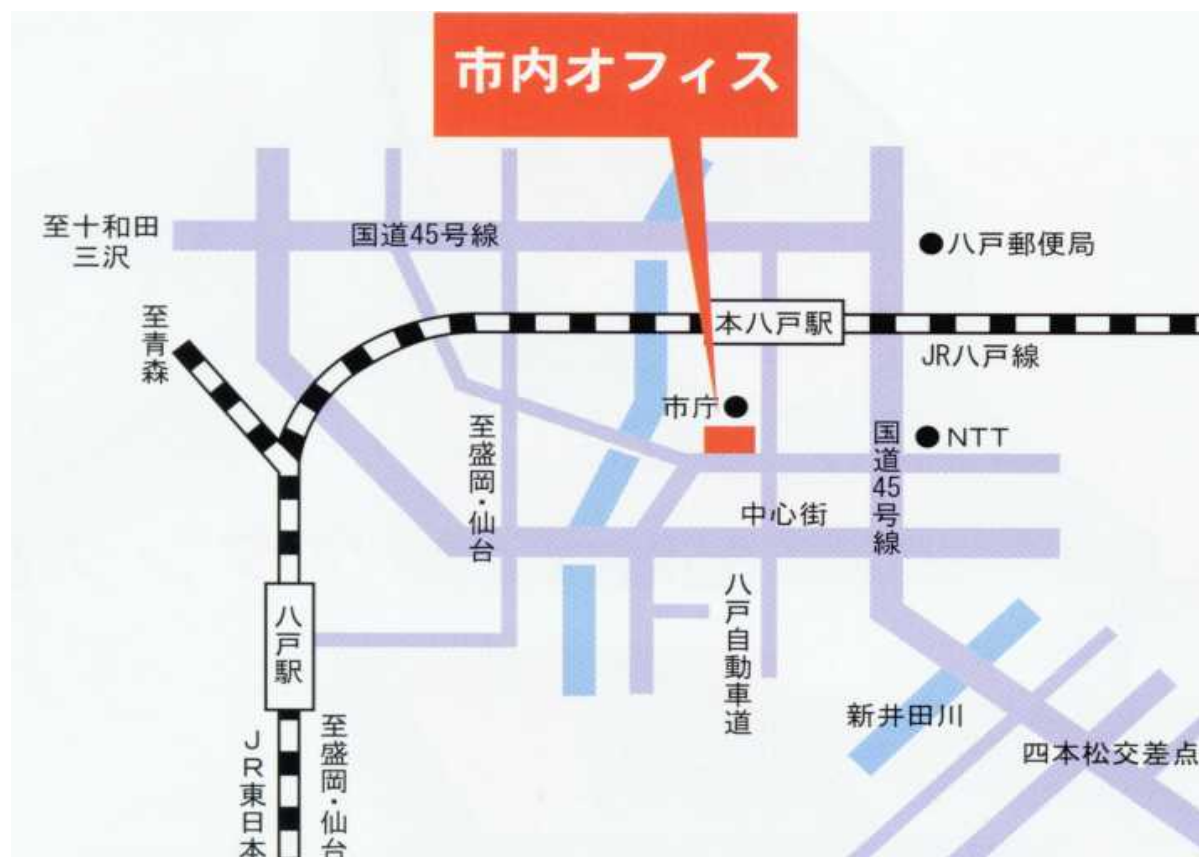 市内オフィス
至十和田
三沢
国道45号線
八戸郵便局
至青森
本八戸駅
JR八戸線
市庁
至盛岡・仙台
国道45号線
NTT
中心街
八戸駅
八戸自動車道
新井田川
四本松交差点
JR東日本
至盛岡・仙台